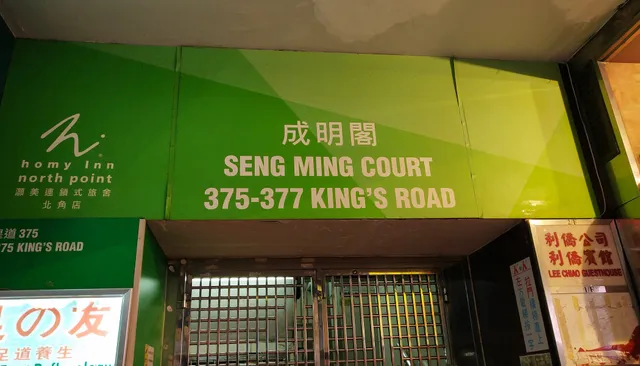 homy inn
north point
灝美連鎖式旅舍
北角店
成明閣
SENG MING COURT
375-377 KING'S ROAD
道 375
75 KING'S ROAD
の友
足道養生
Reflexology
利僑公司
利僑賓館
LEE CHAO GUESTHOUSE